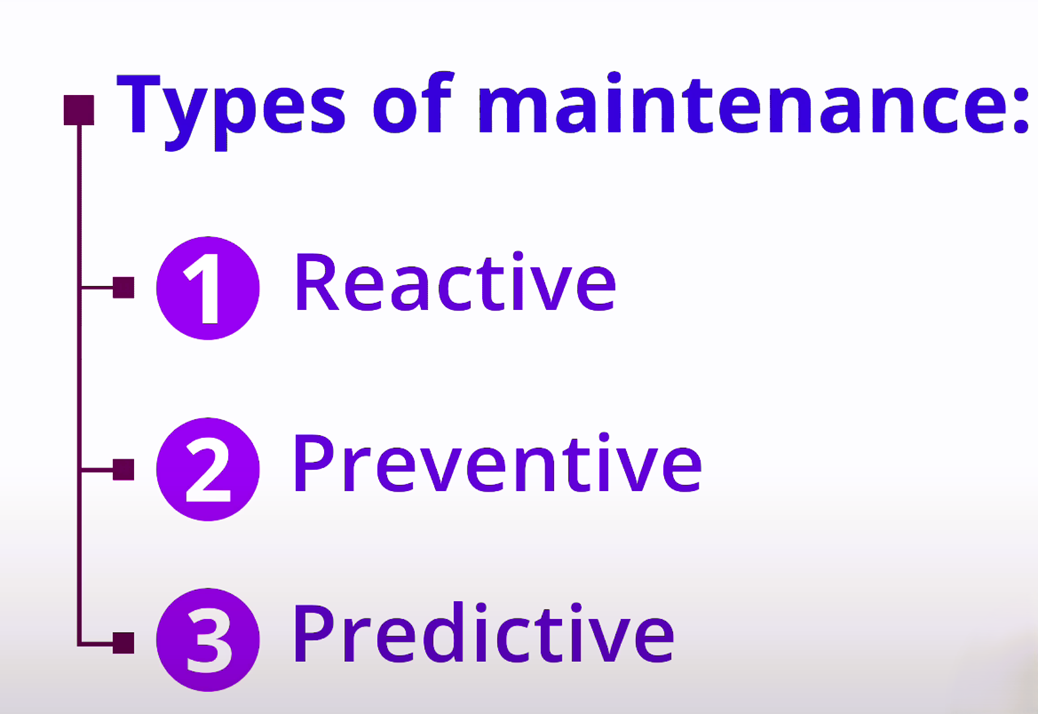 Types of maintenance:
1 Reactive
2 Preventive
3 Predictive